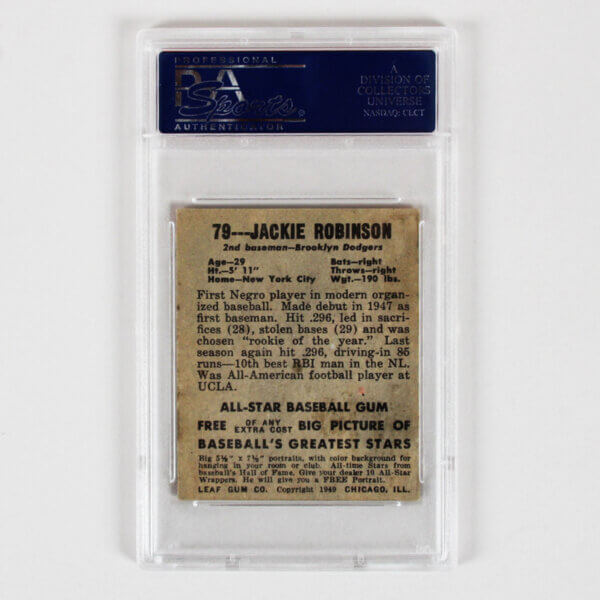 PROFESSIONAL
PSA
Sports®
AUTHENTICATOR
A
DIVISION OF
COLLECTORS
UNIVERSE
NASDAQ: CLCT
79---JACKIE ROBINSON
2nd baseman—Brooklyn Dodgers
Age—29 Bats—right
Ht.—5' 11" Throws—right
Home—New York City Wgt.—190 lbs.
First Negro player in modern organ-
ized baseball. Made debut in 1947 as
first baseman. Hit .296, led in sacri-
fices (28), stolen bases (29) and was
chosen "rookie of the year." Last
season again hit .296, driving-in 85
runs—10th best RBI man in the NL.
Was All-American football player at
UCLA.
ALL-STAR BASEBALL GUM
FREE OF ANY EXTRA COST BIG PICTURE OF
BASEBALL'S GREATEST STARS
Big 5½" x 7½" portraits, with color background for
hanging in your room or club. All-time Stars from
baseball's Hall of Fame. Give your dealer 10 All-Star
Wrappers. He will give you a FREE Portrait.
LEAF GUM CO. Copyright 1949 CHICAGO, ILL.